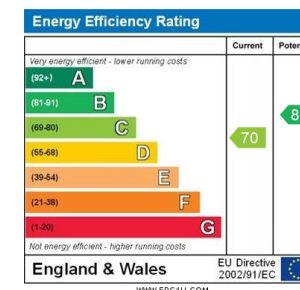 Energy Efficiency Rating
Current
Very energy efficient - lower running costs
(92+) A
(81-91) B
(69-80) C
(55-68) D
(39-54) E
(21-38) F
(1-20) G
70
8
Not energy efficient - higher running costs
England & Wales
EU Directive
2002/91/EC